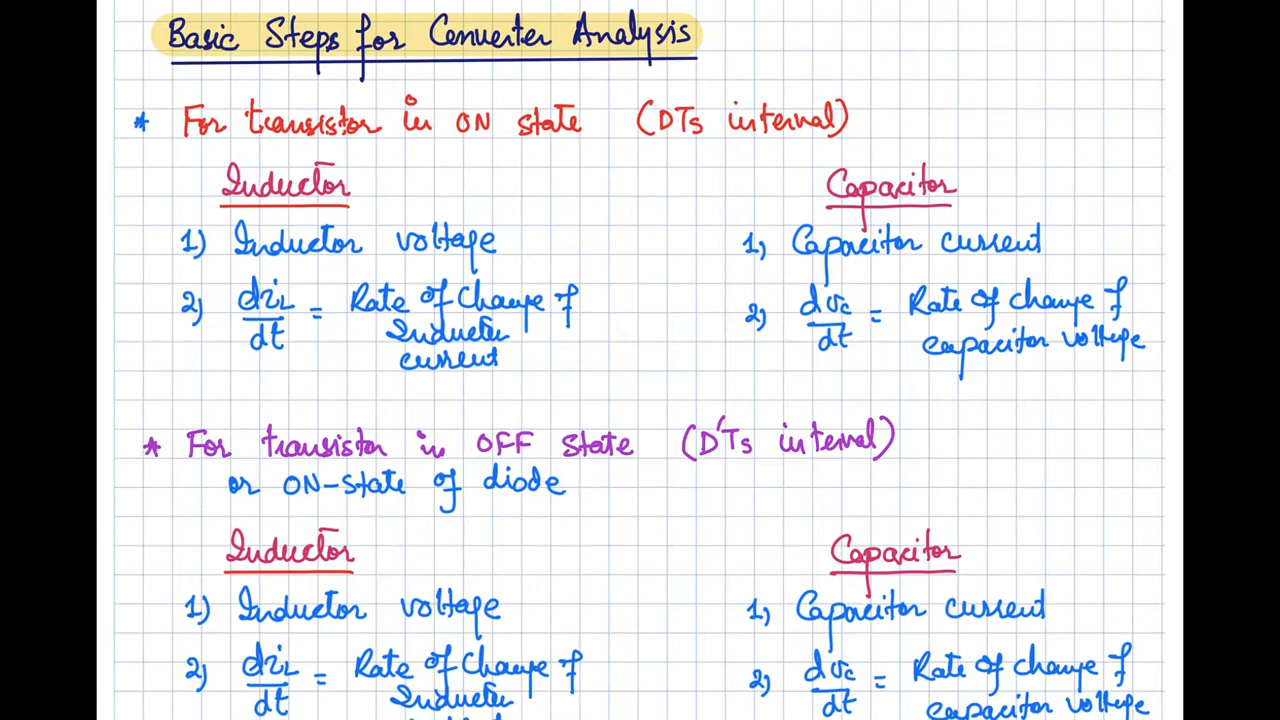 Basic Steps for Converter Analysis
* For transistor in ON state (DTs interval)
Inductor Capacitor
1) Inductor voltage 1) Capacitor current
2) diL/dt = Rate of Change of Inductor current
2) dvc/dt = Rate of change of capacitor voltage
* For transistor in OFF state (D'Ts interval)
or ON-state of diode
Inductor Capacitor
1) Inductor voltage 1) Capacitor current
2) diL/dt = Rate of Change of Inductor
2) dvc/dt = Rate of change of capacitor voltage